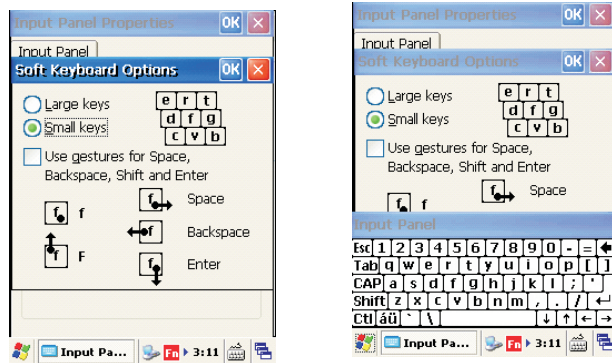 Input Panel Properties OK
Input Panel
Soft Keyboard Options OK
Large keys
Small keys
e r t
d f g
c v b
Use gestures for Space,
Backspace, Shift and Enter
f f
f Space
f Backspace
f F
f Enter
Input Pa... Fn 3:11
Input Panel Properties OK
Input Panel
Soft Keyboard Options OK
Large keys
Small keys
e r t
d f g
c v b
Use gestures for Space,
Backspace, Shift and Enter
f f
f Space
Input Panel
Esc 1 2 3 4 5 6 7 8 9 0 - =
Tab q w e r t y u i o p [ ]
CAP a s d f g h j k l ; '
Shift z x c v b n m , . /
Ctl áü ` \
Input Pa... Fn 3:11